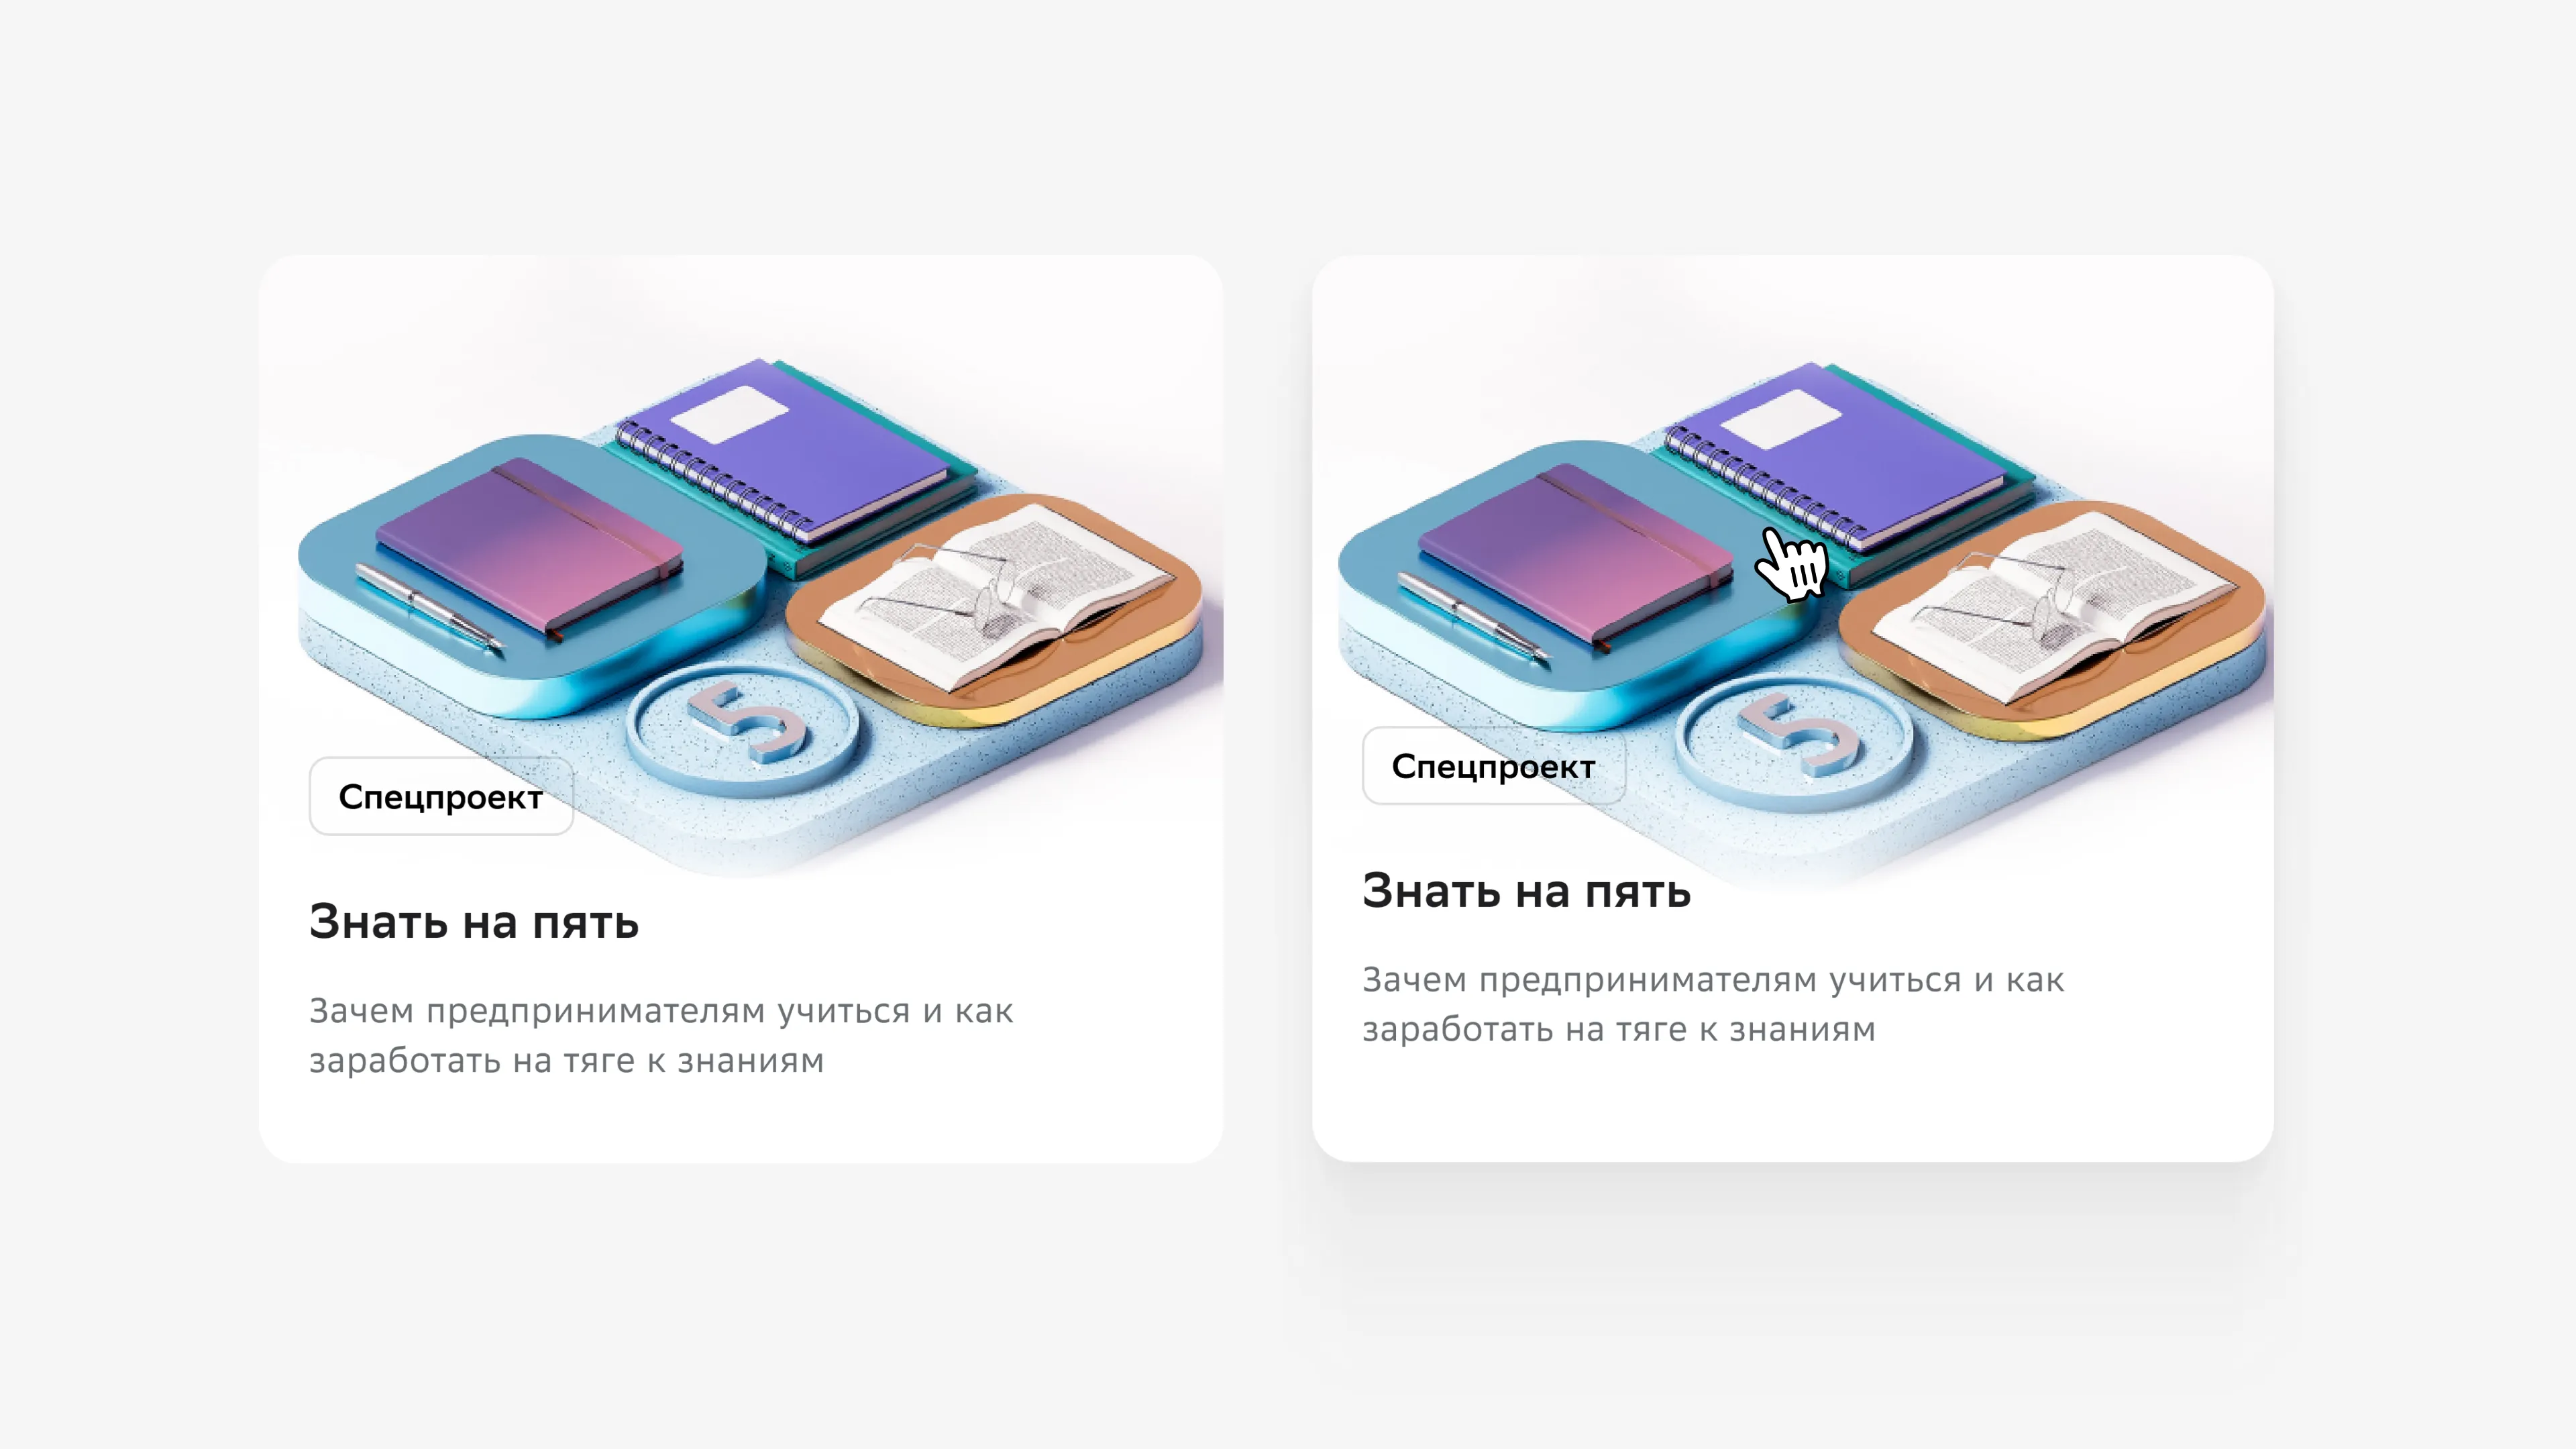 5
Спецпроект
Знать на пять
Зачем предпринимателям учиться и как
заработать на тяге к знаниям
5
Спецпроект
Знать на пять
Зачем предпринимателям учиться и как
заработать на тяге к знаниям